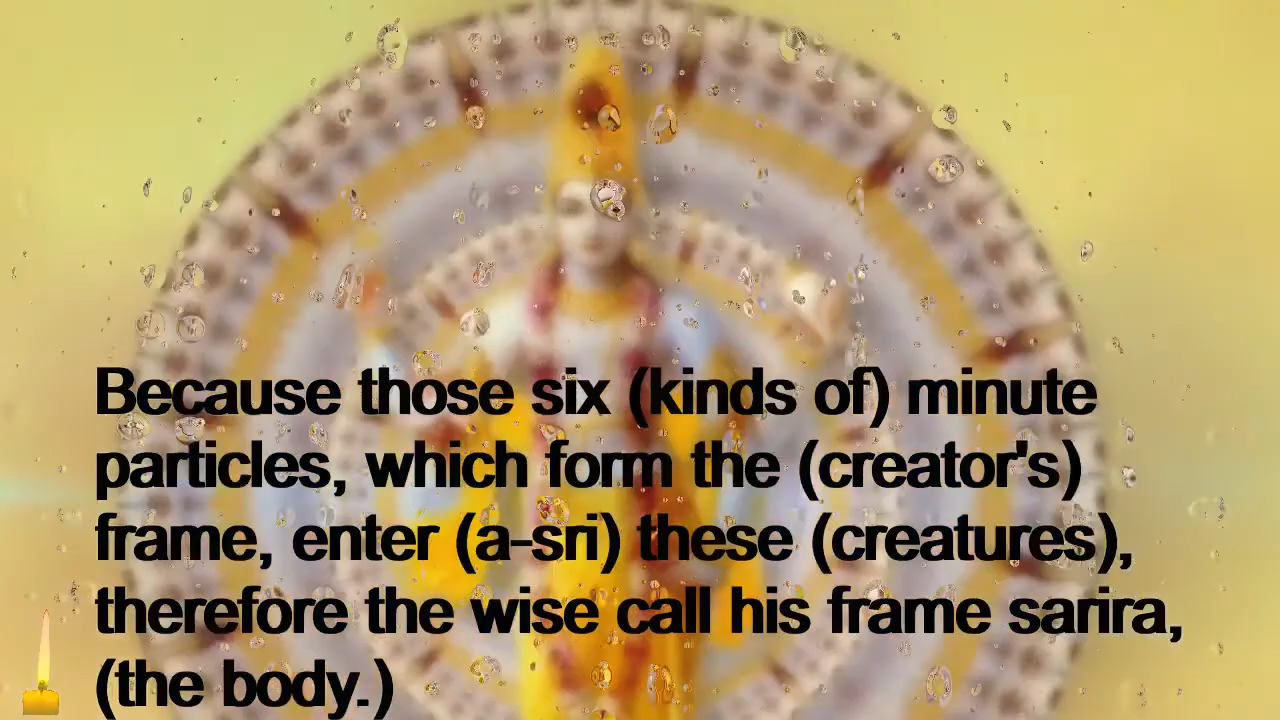 Because those six (kinds of) minute
particles, which form the (creator's)
frame, enter (a-sri) these (creatures),
therefore the wise call his frame sarira,
(the body.)